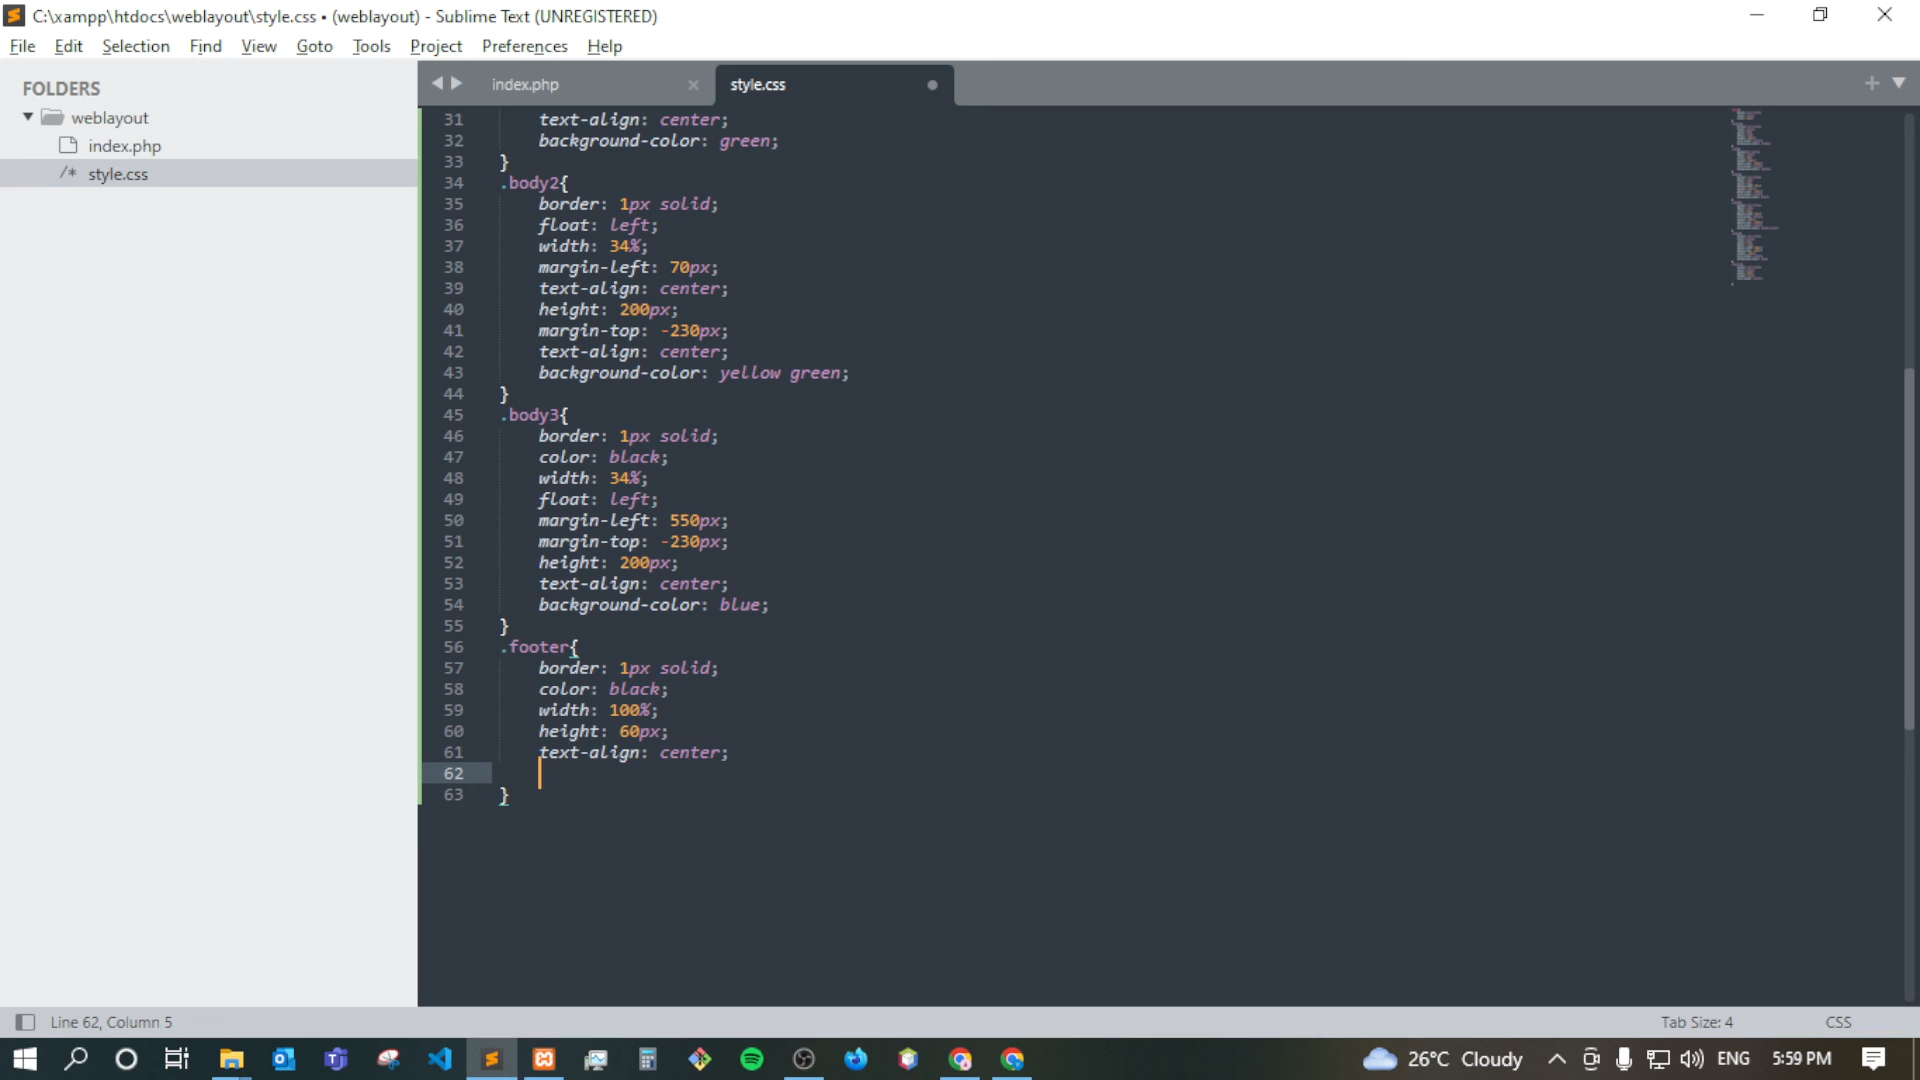 C:\xampp\htdocs\weblayout\style.css • (weblayout) - Sublime Text (UNREGISTERED)
File Edit Selection Find View Goto Tools Project Preferences Help
FOLDERS
weblayout
index.php
/* style.css
index.php × style.css
31 text-align: center;
32 background-color: green;
33 }
34 .body2{
35 border: 1px solid;
36 float: left;
37 width: 34%;
38 margin-left: 70px;
39 text-align: center;
40 height: 200px;
41 margin-top: -230px;
42 text-align: center;
43 background-color: yellow green;
44 }
45 .body3{
46 border: 1px solid;
47 color: black;
48 width: 34%;
49 float: left;
50 margin-left: 550px;
51 margin-top: -230px;
52 height: 200px;
53 text-align: center;
54 background-color: blue;
55 }
56 .footer{
57 border: 1px solid;
58 color: black;
59 width: 100%;
60 height: 60px;
61 text-align: center;
62
63 }
Line 62, Column 5 Tab Size: 4 CSS
26°C Cloudy ENG 5:59 PM